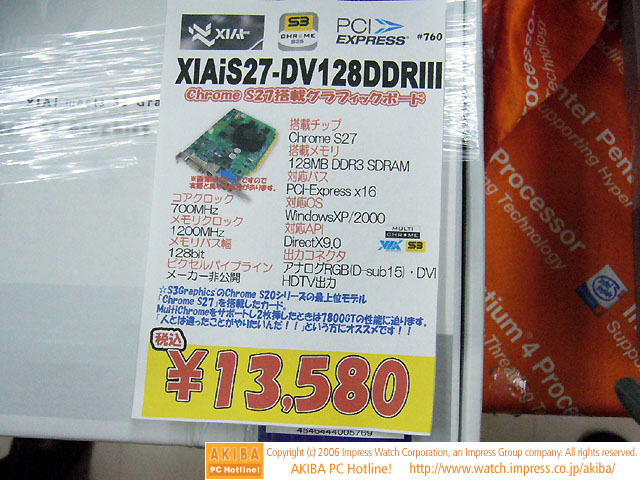 XIAi
S3
CHROME
S25
PCI
EXPRESS
#760
XIAiS27-DV128DDRIII
Chrome S27搭載グラフィックボード
搭載チップ
Chrome S27
搭載メモリ
128MB DDR3 SDRAM
対応バス
PCI-Express x16
対応OS
WindowsXP/2000
対応API
DirectX9.0
出力コネクタ
アナログRGB(D-sub15)・DVI
HDTV出力
コアクロック
700MHz
メモリクロック
1200MHz
メモリバス幅
128bit
ピクセルパイプライン
メーカー非公開
MULTI
CHROME
VIA S3
☆S3GraphicsのChrome S20シリーズの最上位モデル
「Chrome S27」を搭載したカード。
MultiChromeをサポートし2枚挿したときは7800GTの性能に迫ります。
「人とは違ったことがやりたいんだ！！」という方にオススメです！！
税込
¥13,580
4546444005769
XIAi meets S3 Gra
Pentium 4 Processor
Supporting Hyper
Threading Technology
intel
AKIBA
PC Hotline!
Copyright (c) 2006 Impress Watch Corporation, an Impress Group company. All rights reserved.
AKIBA PC Hotline! http://www.watch.impress.co.jp/akiba/